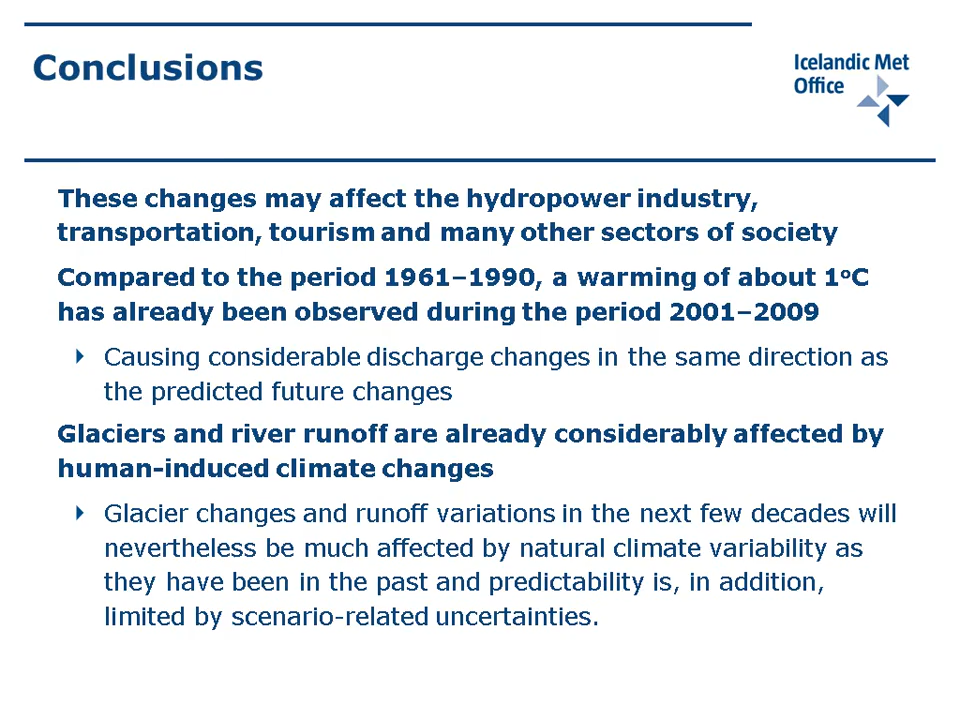 Conclusions
Icelandic Met
Office
These changes may affect the hydropower industry,
transportation, tourism and many other sectors of society
Compared to the period 1961–1990, a warming of about 1ºC
has already been observed during the period 2001–2009
Causing considerable discharge changes in the same direction as
the predicted future changes
Glaciers and river runoff are already considerably affected by
human-induced climate changes
Glacier changes and runoff variations in the next few decades will
nevertheless be much affected by natural climate variability as
they have been in the past and predictability is, in addition,
limited by scenario-related uncertainties.